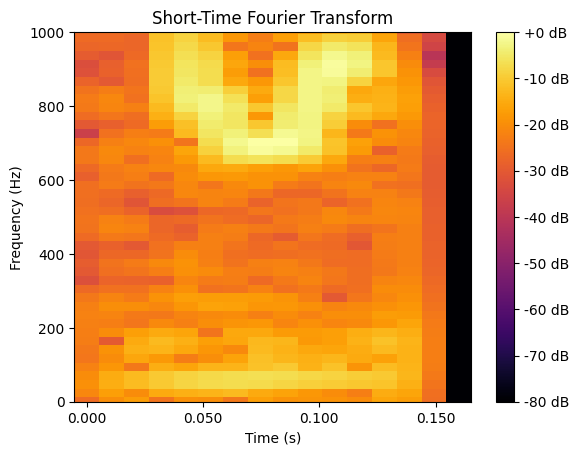 Short-Time Fourier Transform
1000
800
600
400
200
0
Frequency (Hz)
0.000
0.050
0.100
0.150
Time (s)
+0 dB
-10 dB
-20 dB
-30 dB
-40 dB
-50 dB
-60 dB
-70 dB
-80 dB